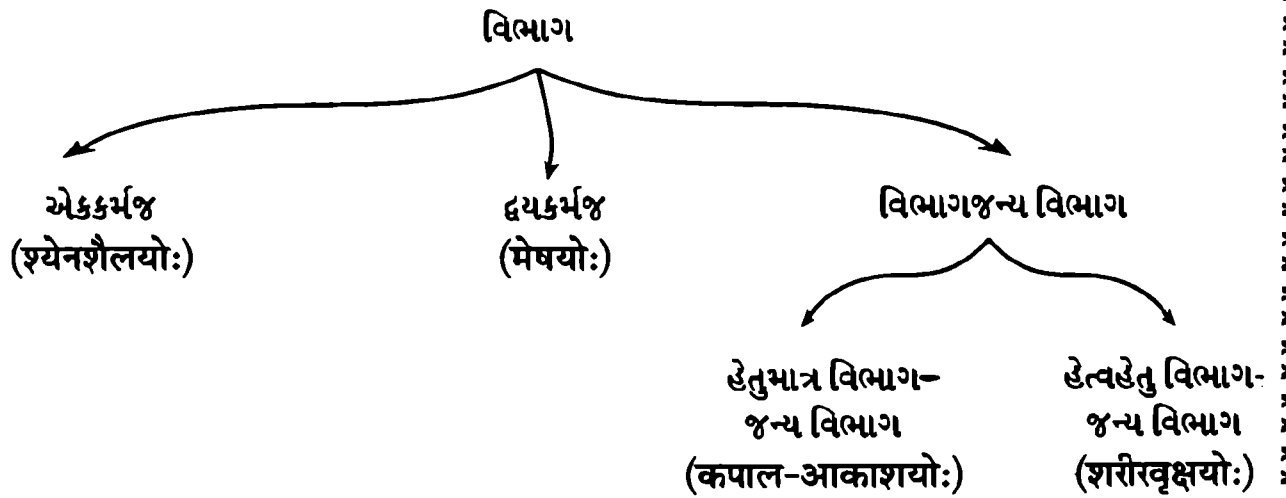 વિભાગ
એકકર્મજ
(श्येनशैलयोः)
દ્વયકર્મજ
(मेषयोः)
વિભાગજન્ય વિભાગ
હેતુમાત્ર વિભાગ-
જન્ય વિભાગ
(कपाल-आकाशयोः)
હેત્વહેતુ વિભાગ-
જન્ય વિભાગ
(शरीरवृक्षयोः)